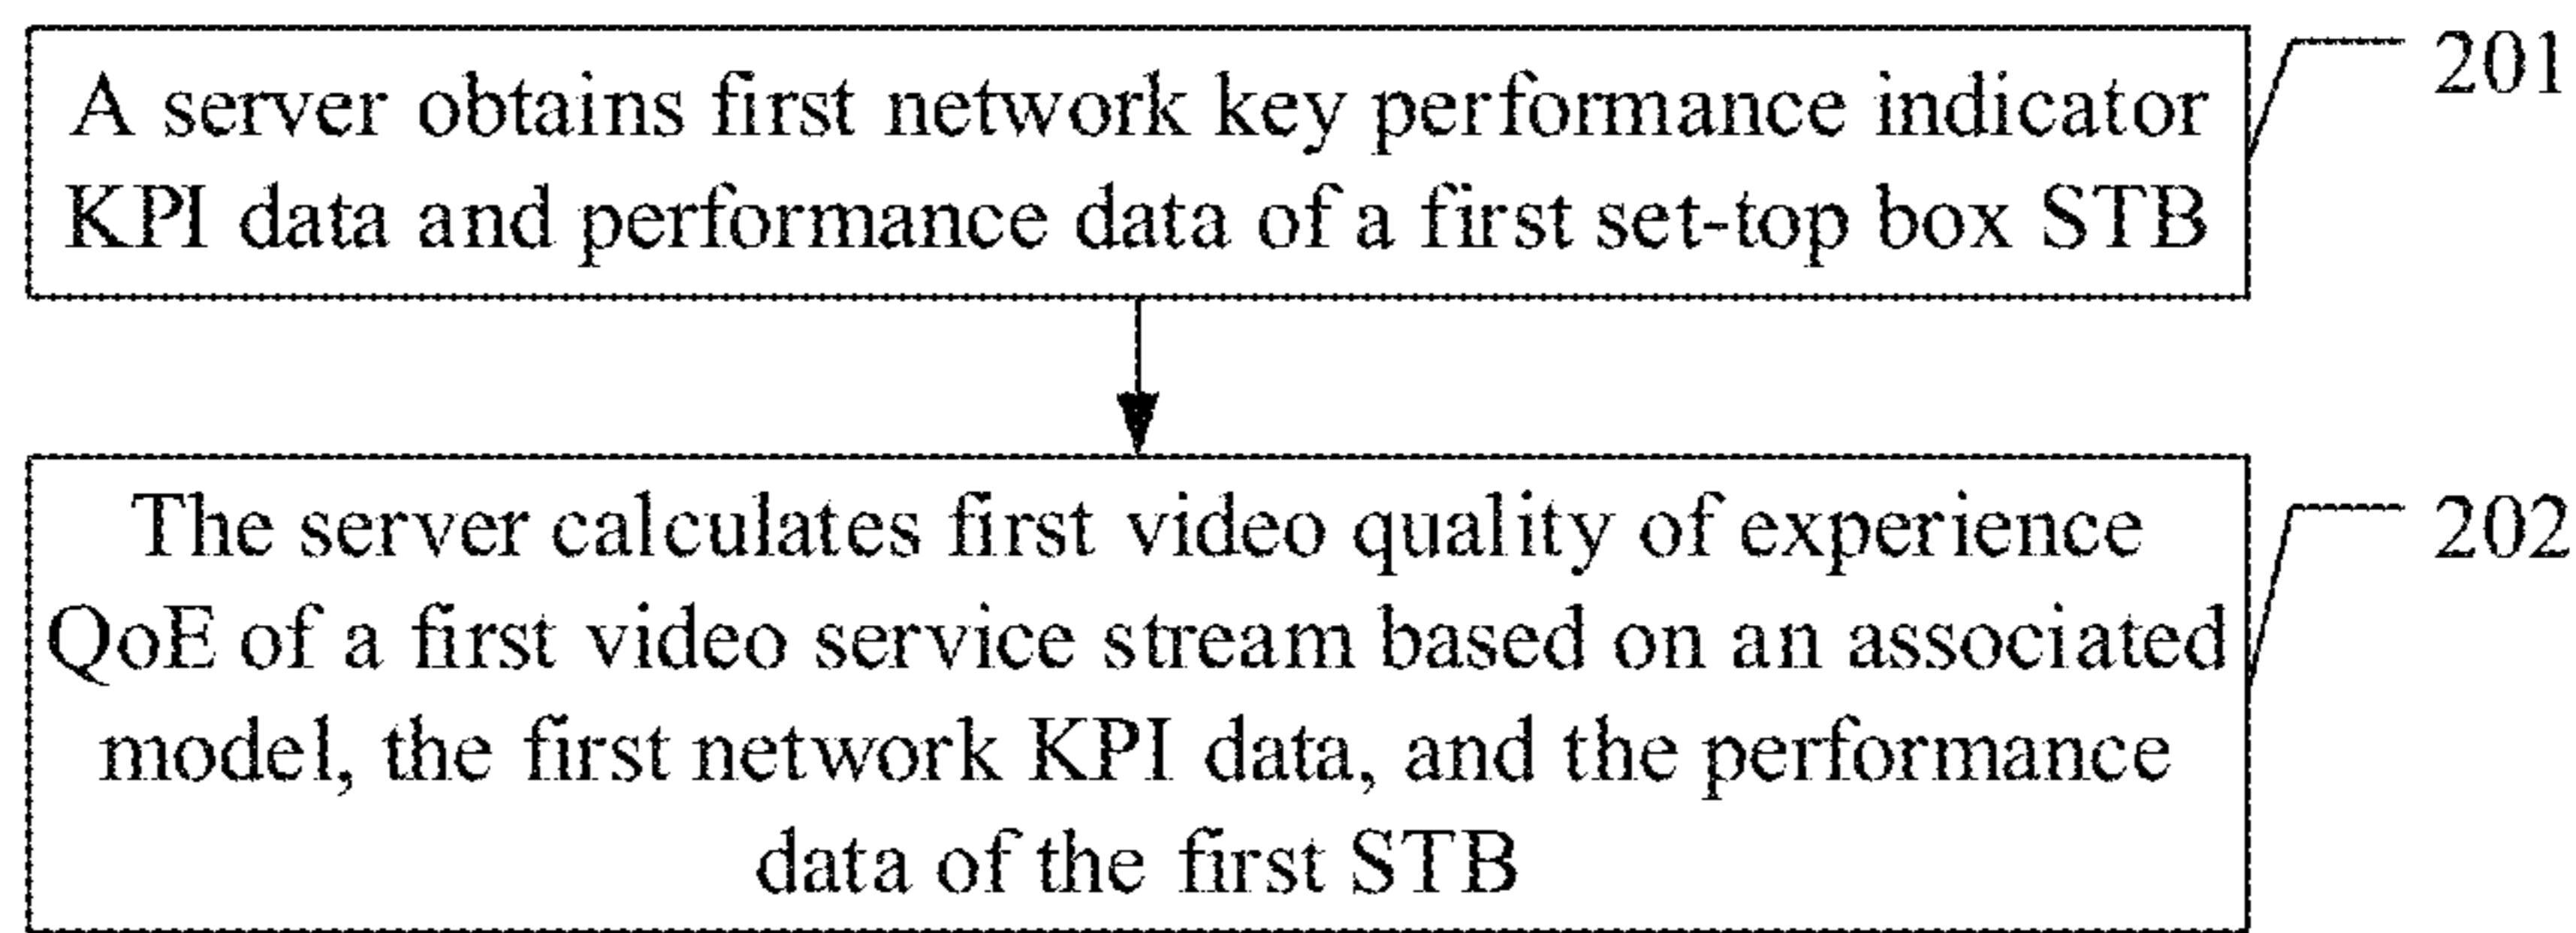 A server obtains first network key performance indicator
KPI data and performance data of a first set-top box STB
201
The server calculates first video quality of experience
QoE of a first video service stream based on an associated
model, the first network KPI data, and the performance
data of the first STB
202